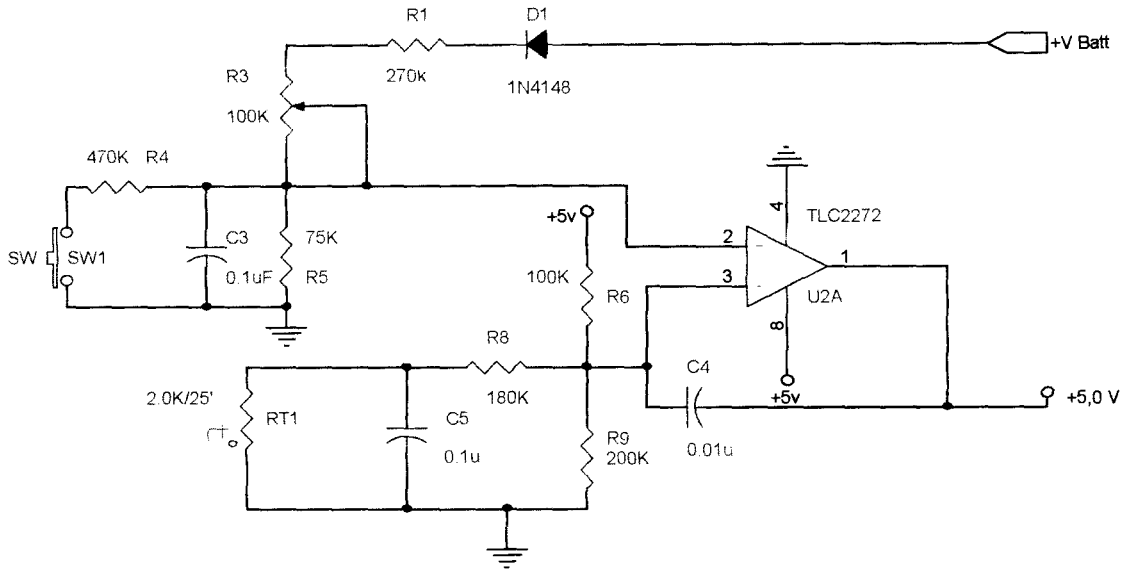 R1
D1
+V Batt
270k
1N4148
R3
100K
470K R4
TLC2272
4
+5v
2
1
SW
SW1
C3
75K
0.1uF
R5
100K
R6
3
U2A
8
R8
180K
C4
+5v
+5,0 V
0.01u
2.0K/25'
RT1
C5
0.1u
R9
200K